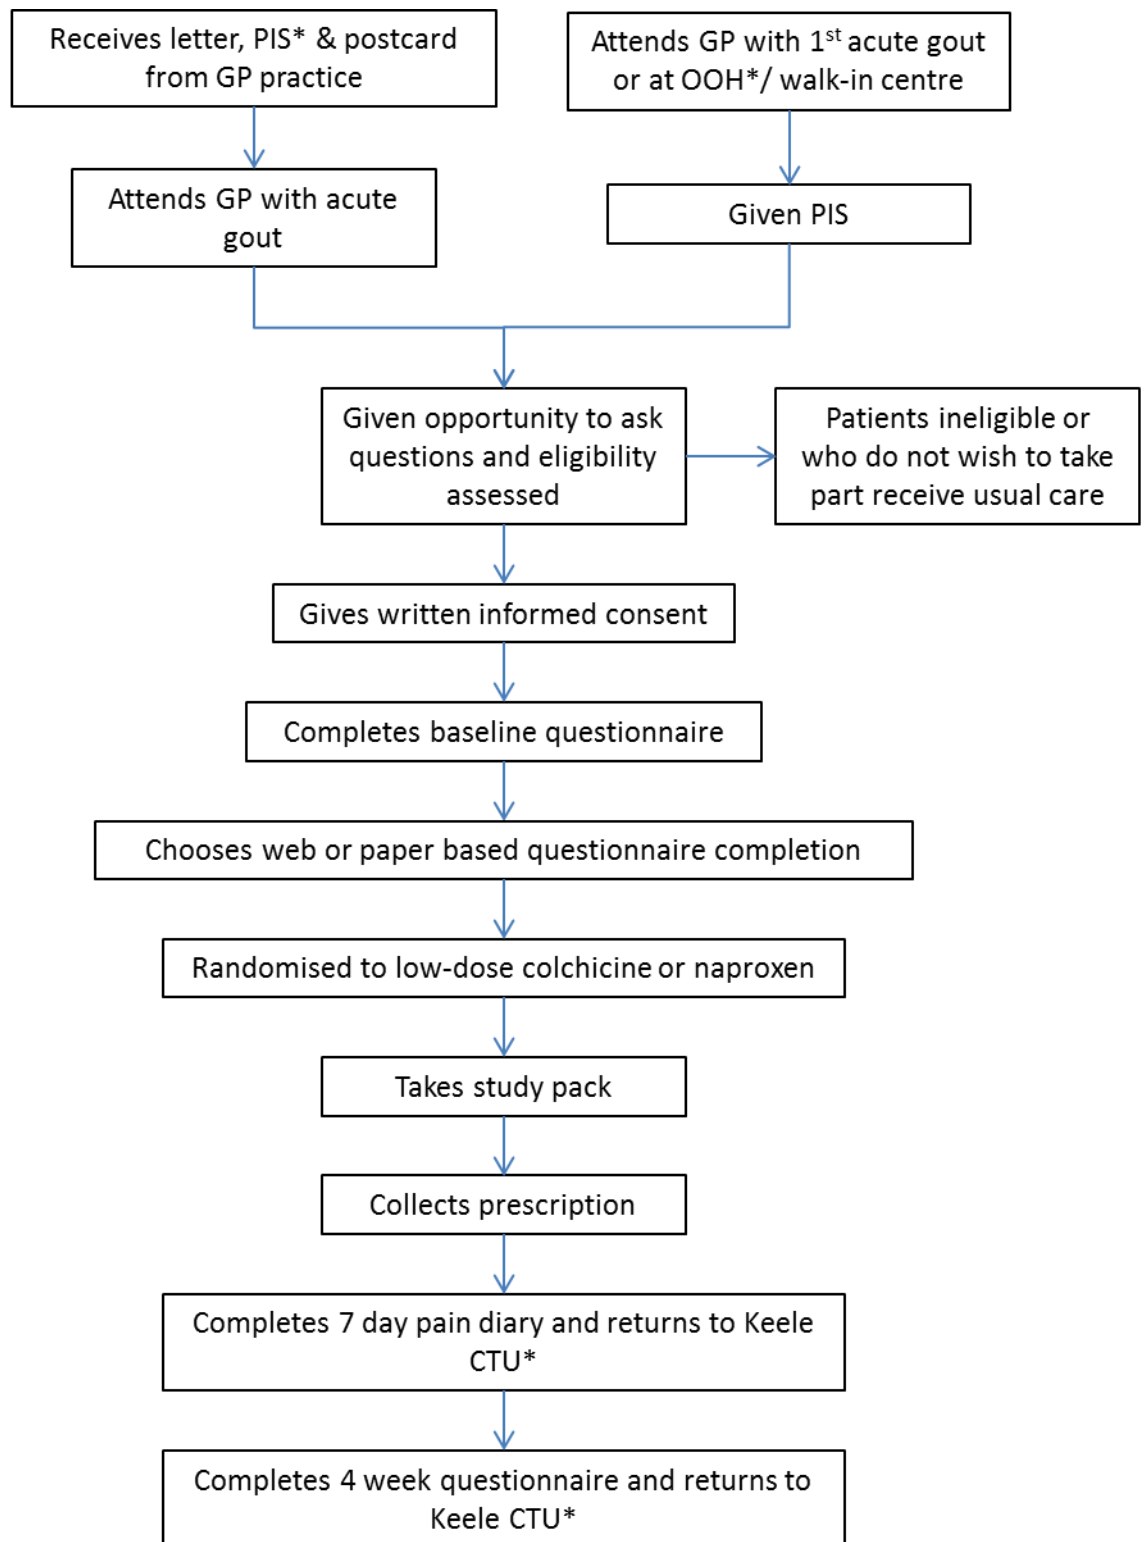 Receives letter, PIS* & postcard
from GP practice
Attends GP with 1st acute gout
or at OOH*/ walk-in centre
Attends GP with acute
gout
Given PIS
Given opportunity to ask
questions and eligibility
assessed
Patients ineligible or
who do not wish to take
part receive usual care
Gives written informed consent
Completes baseline questionnaire
Chooses web or paper based questionnaire completion
Randomised to low-dose colchicine or naproxen
Takes study pack
Collects prescription
Completes 7 day pain diary and returns to Keele
CTU*
Completes 4 week questionnaire and returns to
Keele CTU*